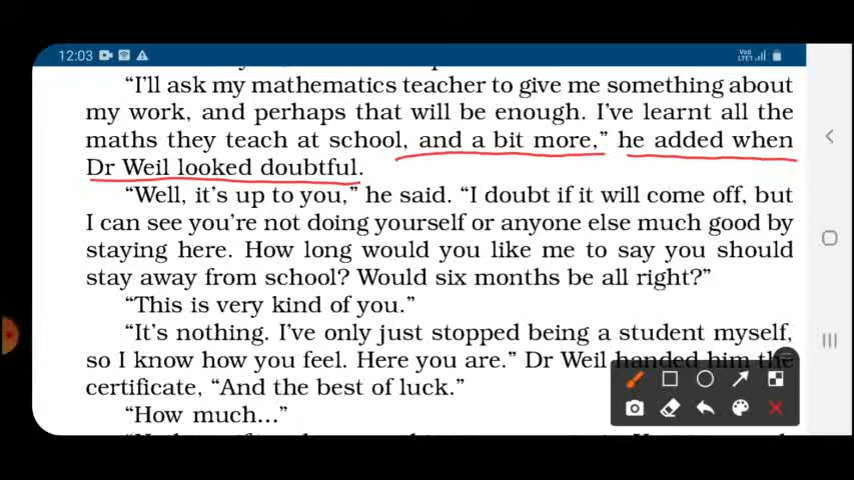 12:03
"I'll ask my mathematics teacher to give me something about
my work, and perhaps that will be enough. I've learnt all the
maths they teach at school, and a bit more," he added when
Dr Weil looked doubtful.
"Well, it's up to you," he said. "I doubt if it will come off, but
I can see you're not doing yourself or anyone else much good by
staying here. How long would you like me to say you should
stay away from school? Would six months be all right?"
"This is very kind of you."
"It's nothing. I've only just stopped being a student myself,
so I know how you feel. Here you are." Dr Weil handed him the
certificate, "And the best of luck."
"How much..."